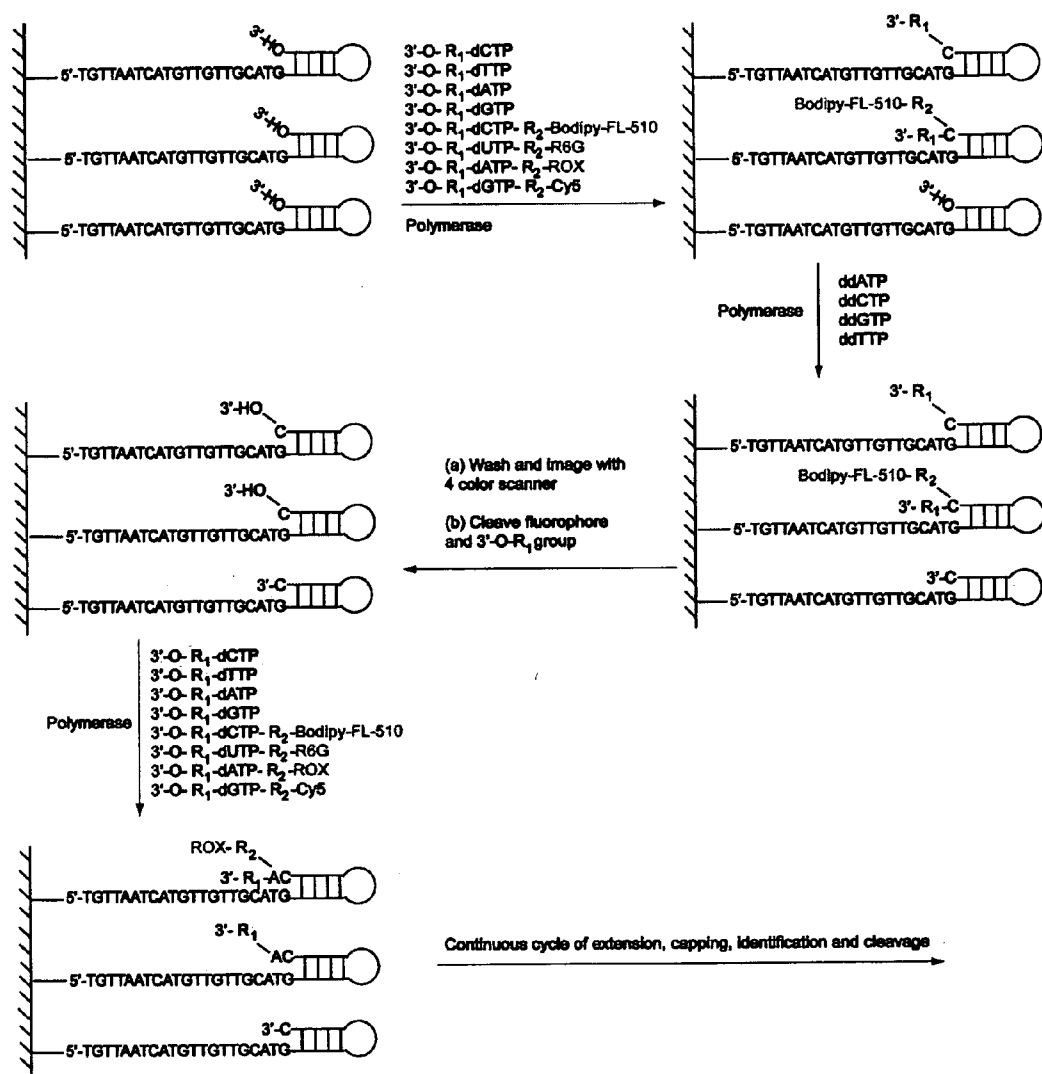 3'-HO
5'-TGTTAATCATGTTGTTGCATG
3'-HO
5'-TGTTAATCATGTTGTTGCATG
3'-HO
5'-TGTTAATCATGTTGTTGCATG
3'-O- R1-dCTP
3'-O- R1-dTTP
3'-O- R1-dATP
3'-O- R1-dGTP
3'-O- R1-dCTP- R2-Bodipy-FL-510
3'-O- R1-dUTP- R2-R6G
3'-O- R1-dATP- R2-ROX
3'-O- R1-dGTP- R2-Cy5
Polymerase
3'- R1
C
5'-TGTTAATCATGTTGTTGCATG
Bodipy-FL-510- R2
3'- R1-C
5'-TGTTAATCATGTTGTTGCATG
3'-HO
5'-TGTTAATCATGTTGTTGCATG
Polymerase
ddATP
ddCTP
ddGTP
ddTTP
3'- R1
C
5'-TGTTAATCATGTTGTTGCATG
Bodipy-FL-510- R2
3'- R1-C
5'-TGTTAATCATGTTGTTGCATG
3'-C
5'-TGTTAATCATGTTGTTGCATG
(a) Wash and image with
4 color scanner
(b) Cleave fluorophore
and 3'-O-R1 group
3'-HO
C
5'-TGTTAATCATGTTGTTGCATG
3'-HO
C
5'-TGTTAATCATGTTGTTGCATG
3'-C
5'-TGTTAATCATGTTGTTGCATG
Polymerase
3'-O- R1-dCTP
3'-O- R1-dTTP
3'-O- R1-dATP
3'-O- R1-dGTP
3'-O- R1-dCTP- R2-Bodipy-FL-510
3'-O- R1-dUTP- R2-R6G
3'-O- R1-dATP- R2-ROX
3'-O- R1-dGTP- R2-Cy5
ROX- R2
3'- R1-AC
5'-TGTTAATCATGTTGTTGCATG
3'- R1
AC
5'-TGTTAATCATGTTGTTGCATG
3'-C
5'-TGTTAATCATGTTGTTGCATG
Continuous cycle of extension, capping, identification and cleavage